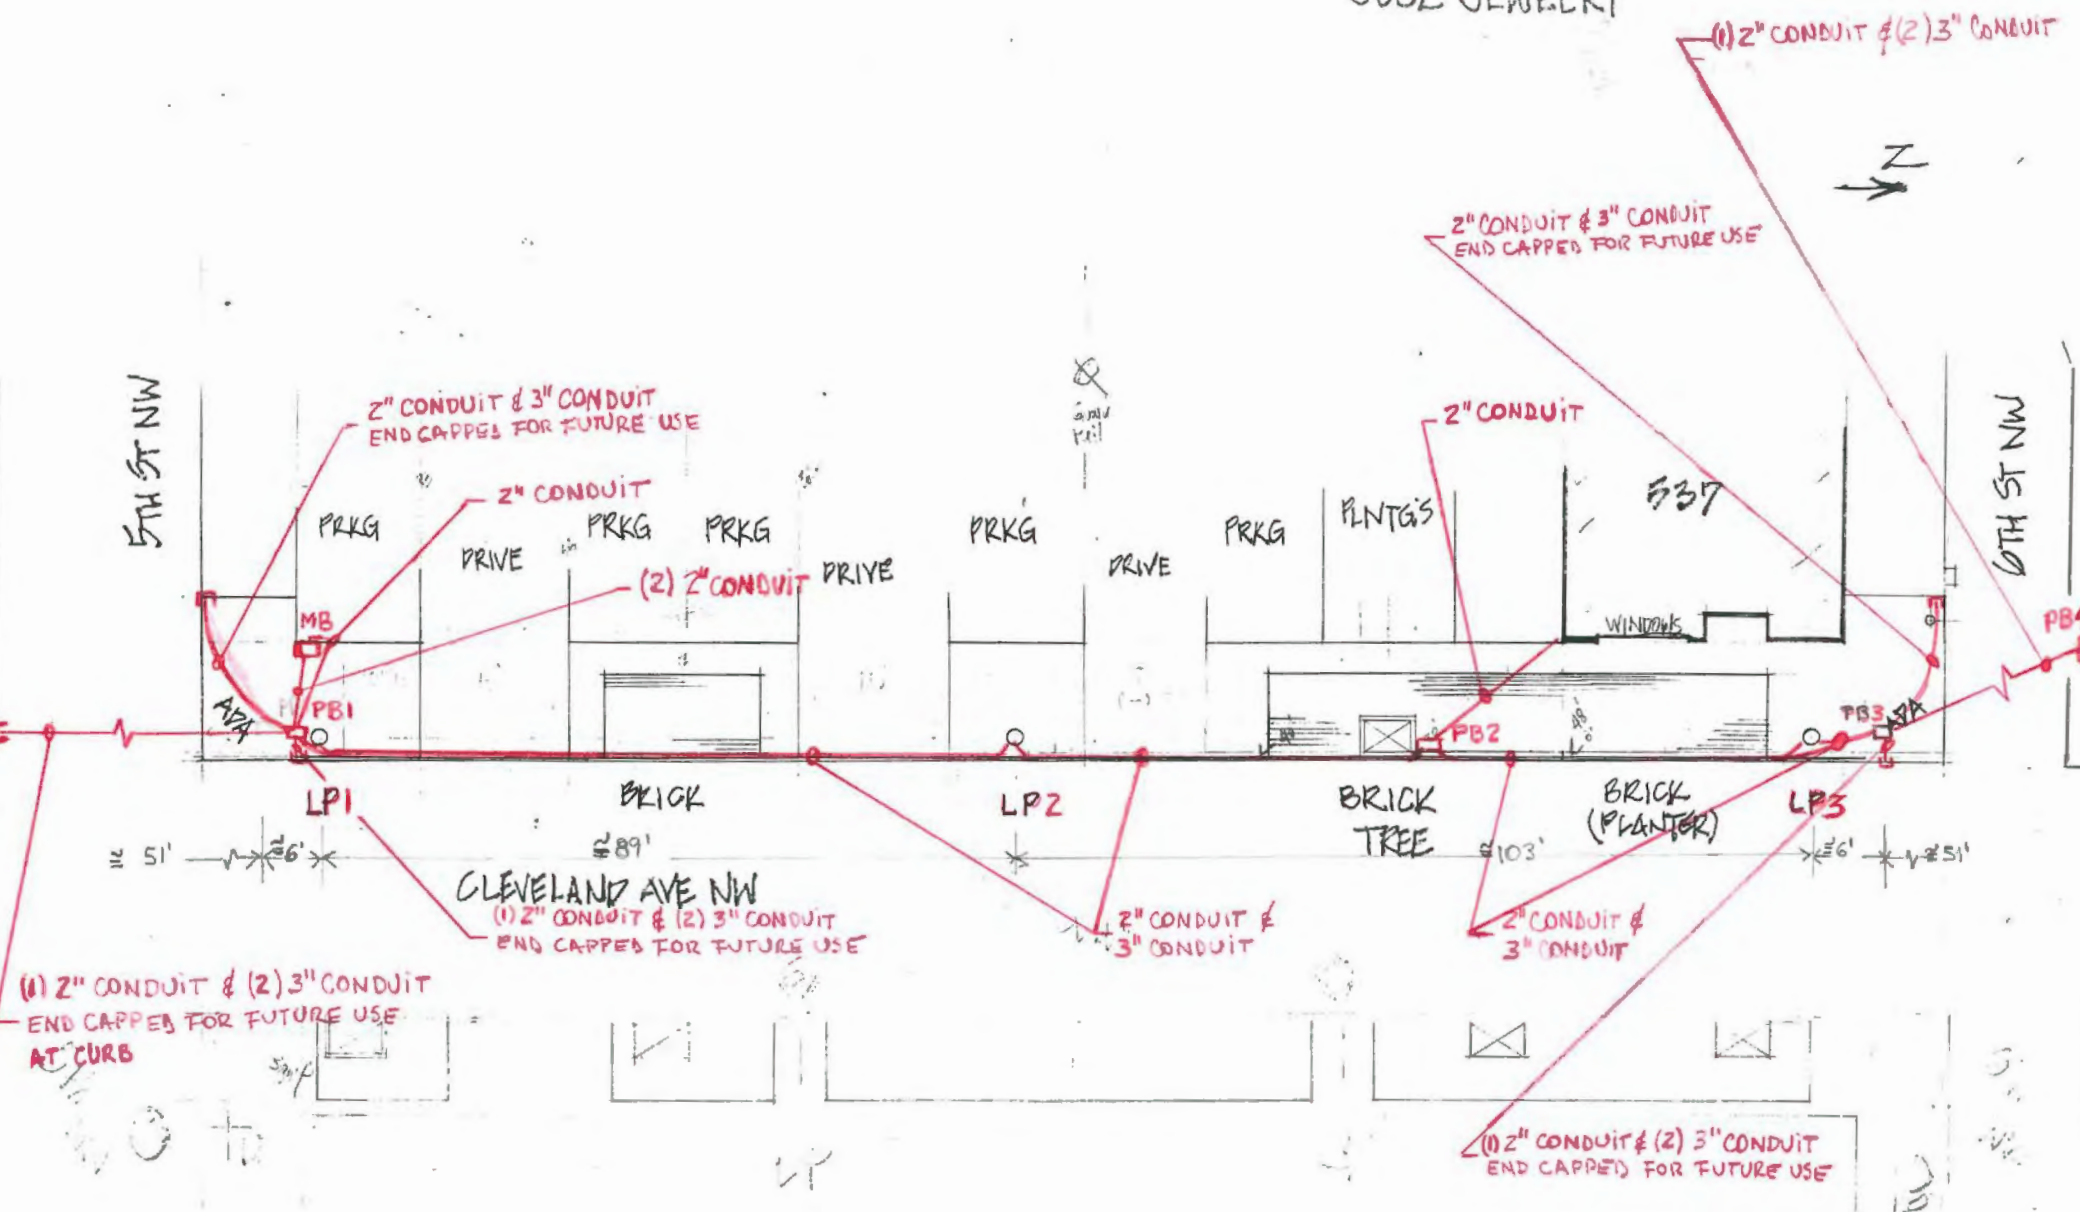 (1) 2" CONDUIT & (2) 3" CONDUIT
Z
2" CONDUIT & 3" CONDUIT
END CAPPED FOR FUTURE USE
5TH ST NW
2" CONDUIT & 3" CONDUIT
END CAPPED FOR FUTURE USE
2" CONDUIT
6TH ST NW
2" CONDUIT
537
PRKG
DRIVE
PRKG
PRKG
DRIVE
PRKG
DRIVE
PRKG
PLNTG'S
(2) 2" CONDUIT
WINDOWS
MB
PB4
ADA
PB1
PB2
48"
PB3
ADA
LP1
BRICK
LP2
BRICK
TREE
BRICK
(PLANTER)
LP3
≅ 51'
≅6'
≅89'
≅103'
≅6'
≅51'
CLEVELAND AVE NW
(1) 2" CONDUIT & (2) 3" CONDUIT
END CAPPED FOR FUTURE USE
2" CONDUIT &
3" CONDUIT
2" CONDUIT &
3" CONDUIT
(1) 2" CONDUIT & (2) 3" CONDUIT
END CAPPED FOR FUTURE USE
AT CURB
(1) 2" CONDUIT & (2) 3" CONDUIT
END CAPPED FOR FUTURE USE